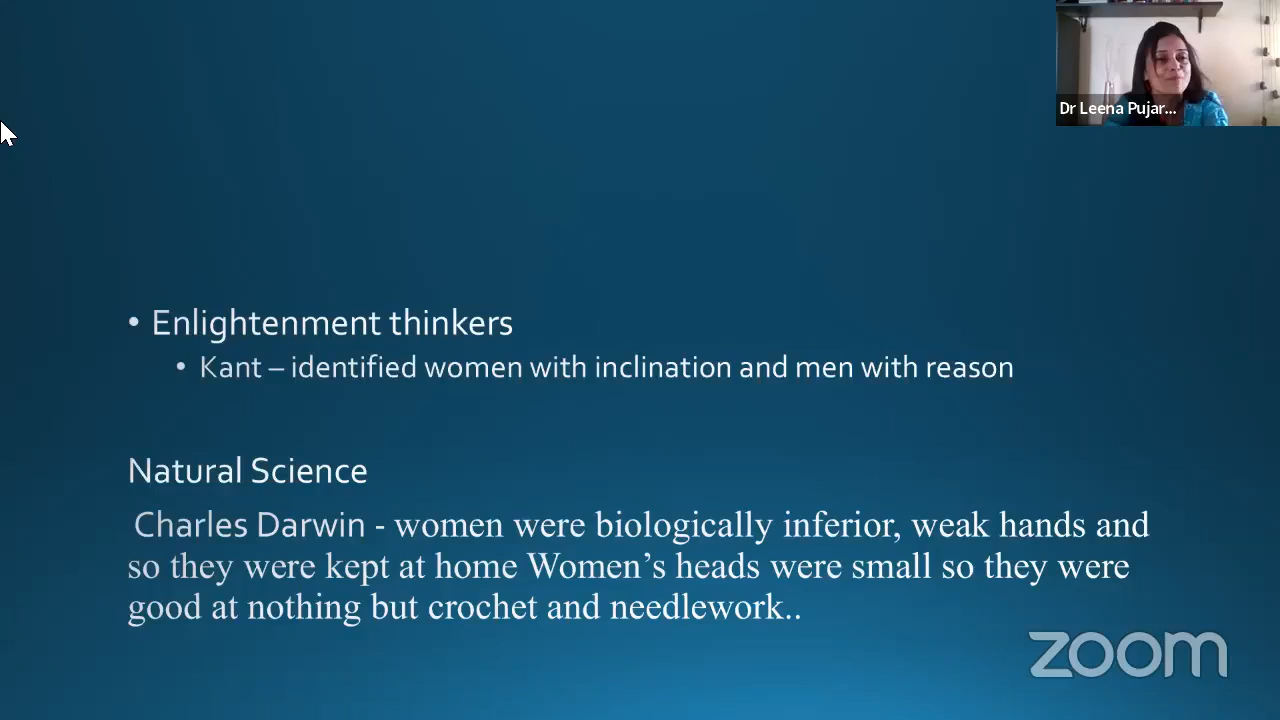 Dr Leena Pujar...
• Enlightenment thinkers
• Kant – identified women with inclination and men with reason
Natural Science
Charles Darwin - women were biologically inferior, weak hands and
so they were kept at home Women’s heads were small so they were
good at nothing but crochet and needlework..
zoom